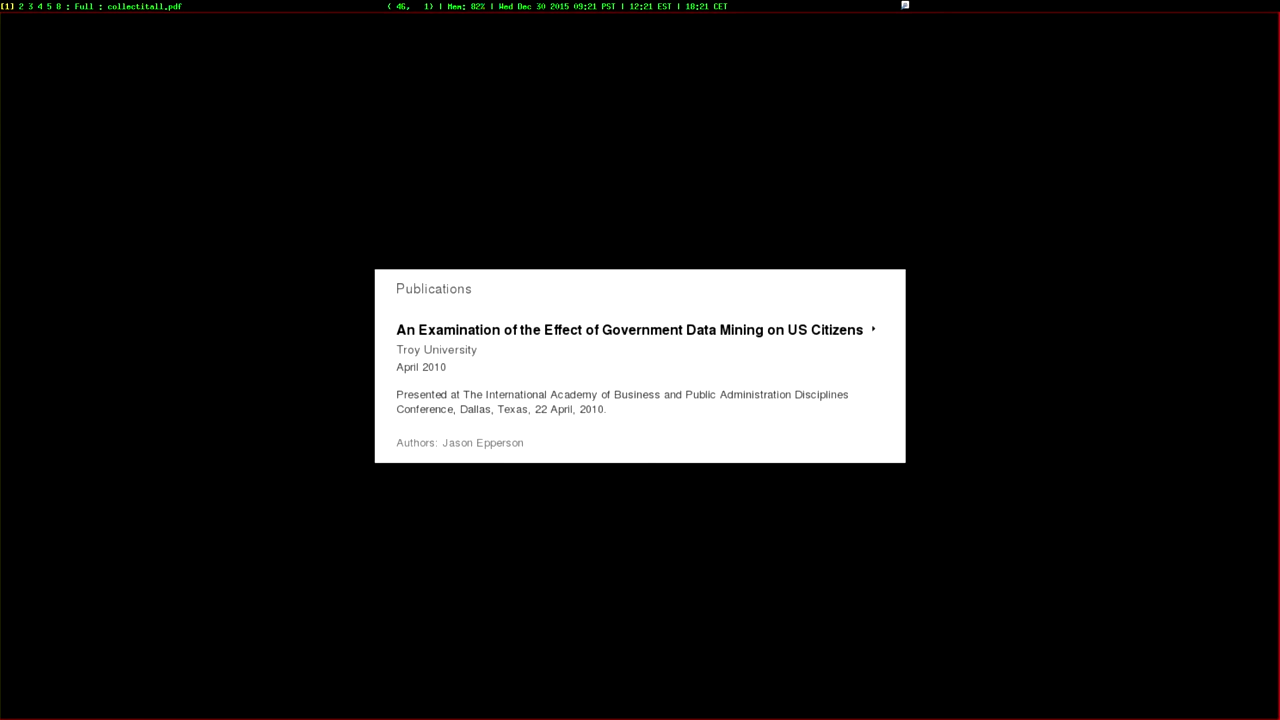 [1] 2 3 4 5 8 : Full : collectitall.pdf ( 46, 1) | Mem: 82% | Wed Dec 30 2015 09:21 PST | 12:21 EST | 18:21 CET
Publications
An Examination of the Effect of Government Data Mining on US Citizens
Troy University
April 2010
Presented at The International Academy of Business and Public Administration Disciplines
Conference, Dallas, Texas, 22 April, 2010.
Authors: Jason Epperson